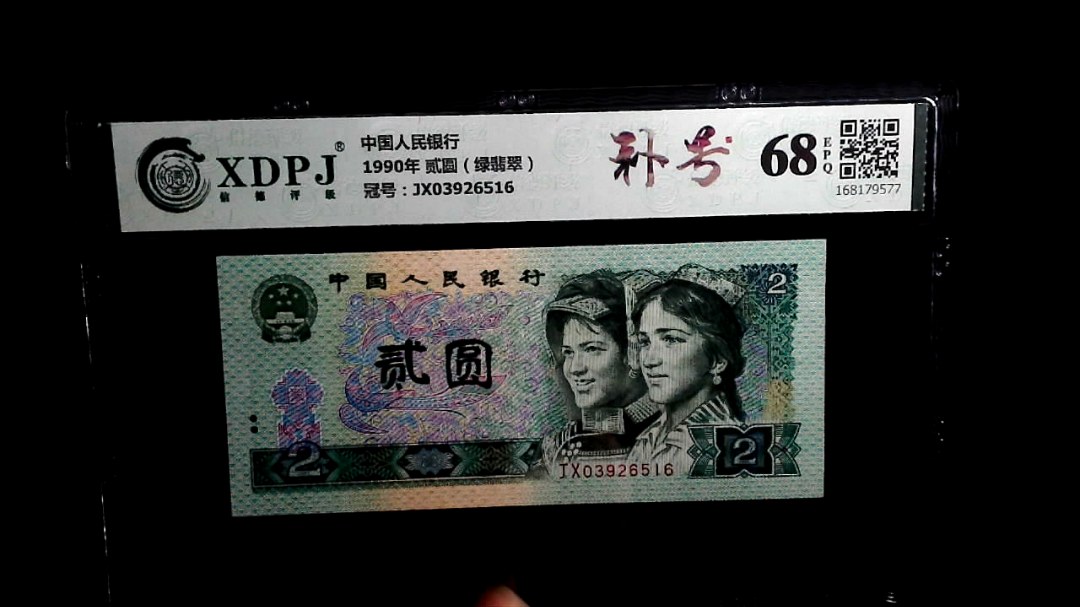 XDPJ®
信德评级
中国人民银行
1990年 贰圆（绿翡翠）
冠号：JX03926516
补号
68
EPQ
168179577
中国人民银行
2
贰圆
2
JX03926516
2